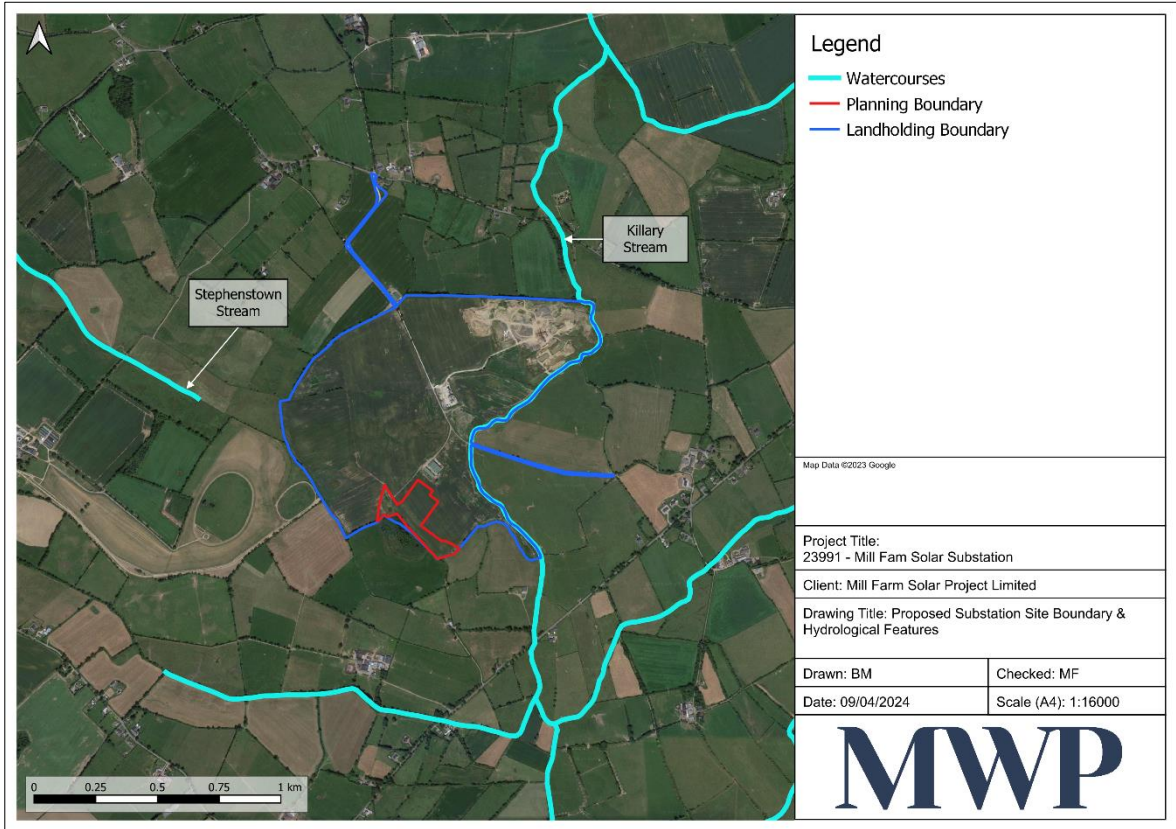 Legend
Watercourses
Planning Boundary
Landholding Boundary
Killary
Stream
Stephenstown
Stream
0 0.25 0.5 0.75 1 km
Map Data ©2023 Google
Project Title:
23991 - Mill Fam Solar Substation
Client: Mill Farm Solar Project Limited
Drawing Title: Proposed Substation Site Boundary &
Hydrological Features
Drawn: BM
Checked: MF
Date: 09/04/2024
Scale (A4): 1:16000
MWP